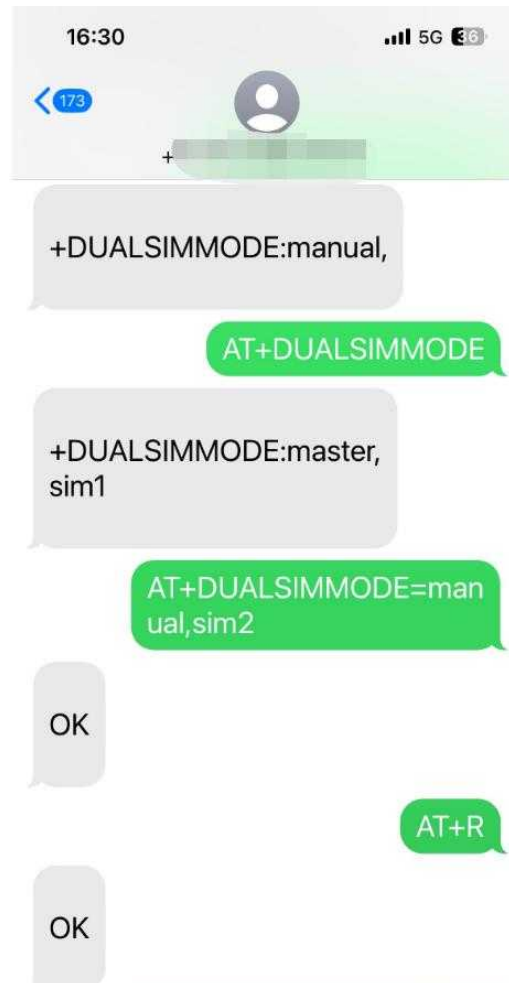 16:30
5G 36
173
+
+DUALSIMMODE:manual,
AT+DUALSIMMODE
+DUALSIMMODE:master,
sim1
AT+DUALSIMMODE=man
ual,sim2
OK
AT+R
OK